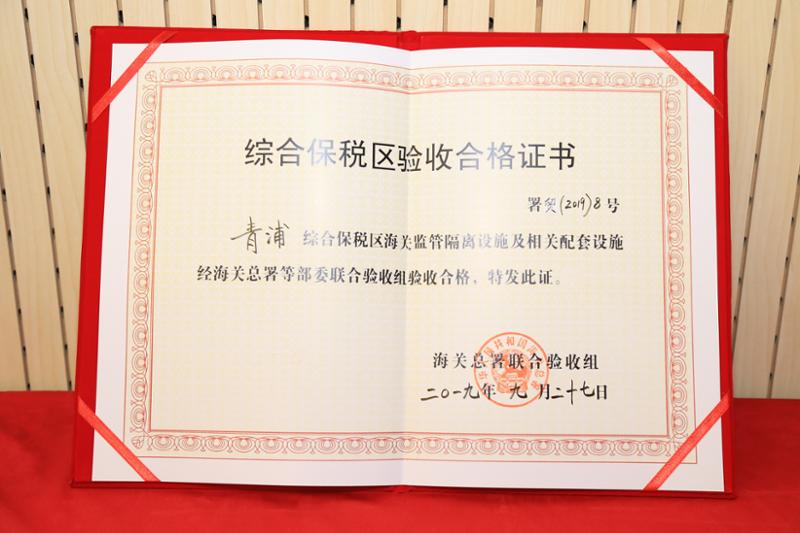 综合保税区验收合格证书
署贸(2019)8号
青浦 综合保税区海关监管隔离设施及相关配套设施
经海关总署等部委联合验收组验收合格，特发此证。
海关总署联合验收组
二〇一九年九月二十七日